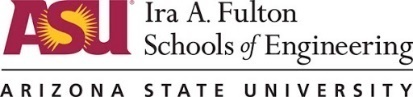 ASU Ira A. Fulton
Schools of Engineering
ARIZONA STATE UNIVERSITY